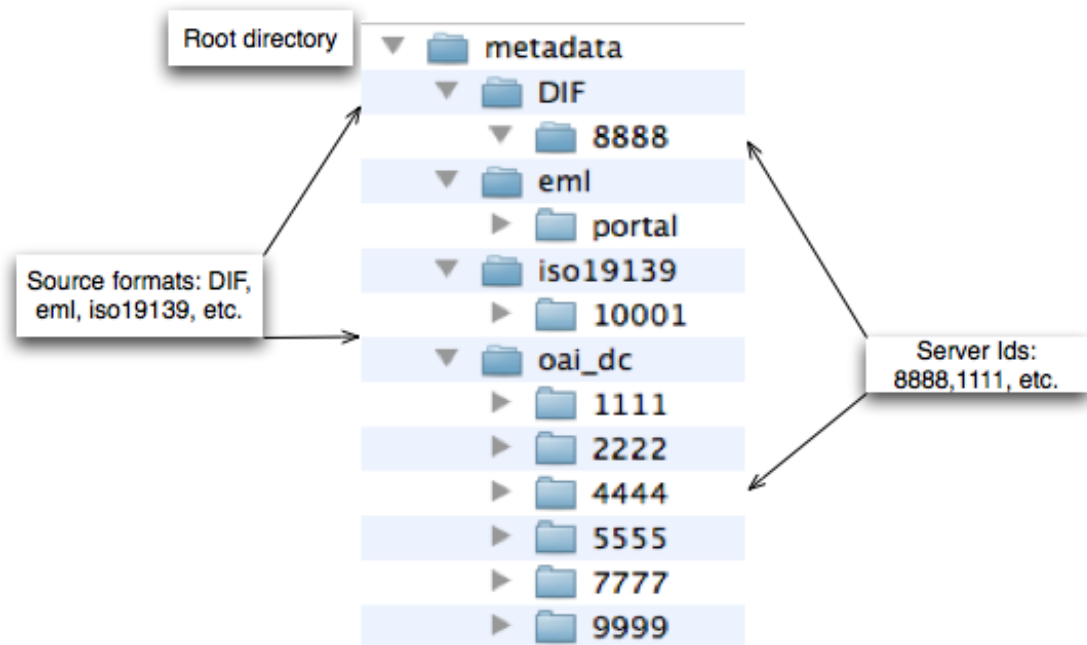 Root directory
metadata
DIF
8888
eml
portal
iso19139
10001
oai_dc
1111
2222
4444
5555
7777
9999
Source formats: DIF,
eml, iso19139, etc.
Server Ids:
8888,1111, etc.